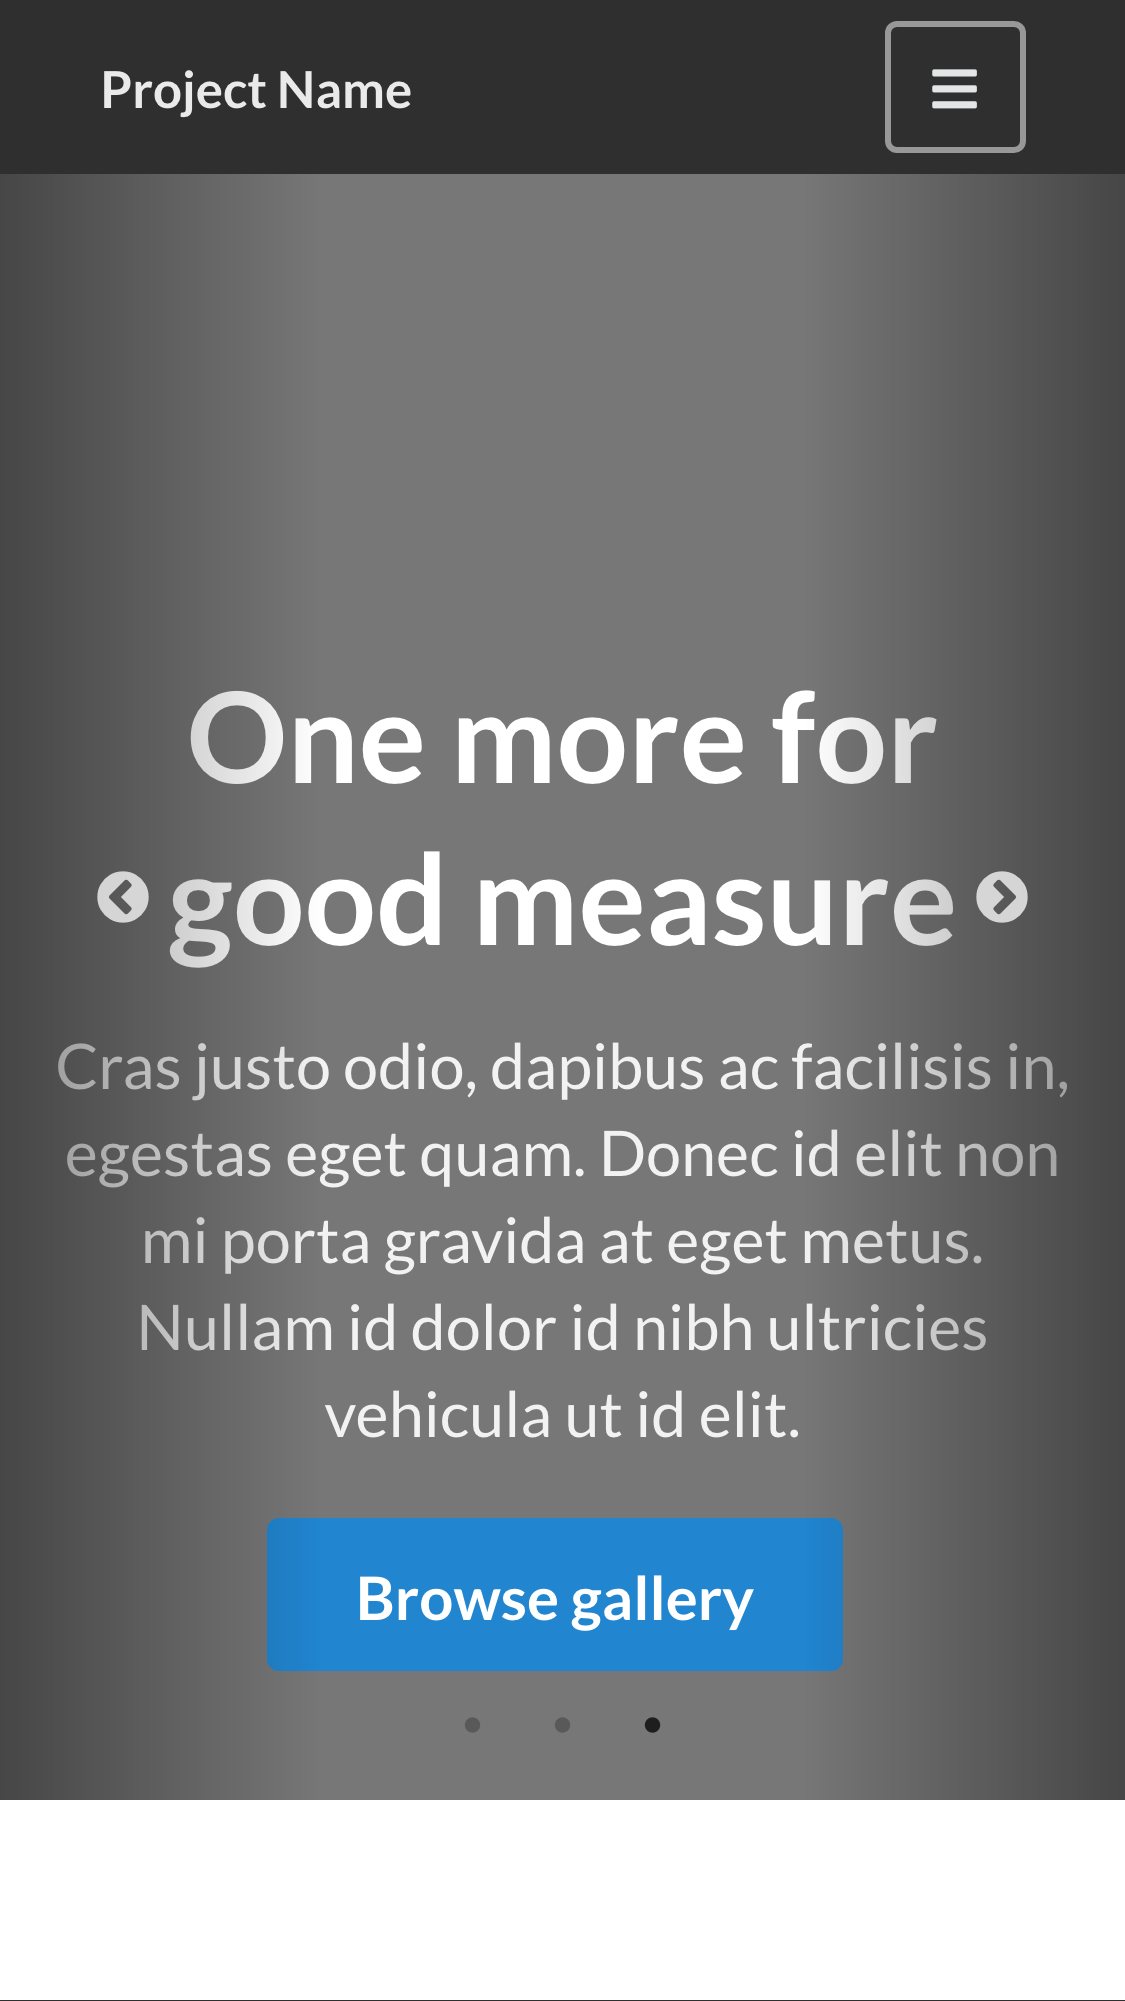 Project Name
One more for
good measure
Cras justo odio, dapibus ac facilisis in,
egestas eget quam. Donec id elit non
mi porta gravida at eget metus.
Nullam id dolor id nibh ultricies
vehicula ut id elit.
Browse gallery